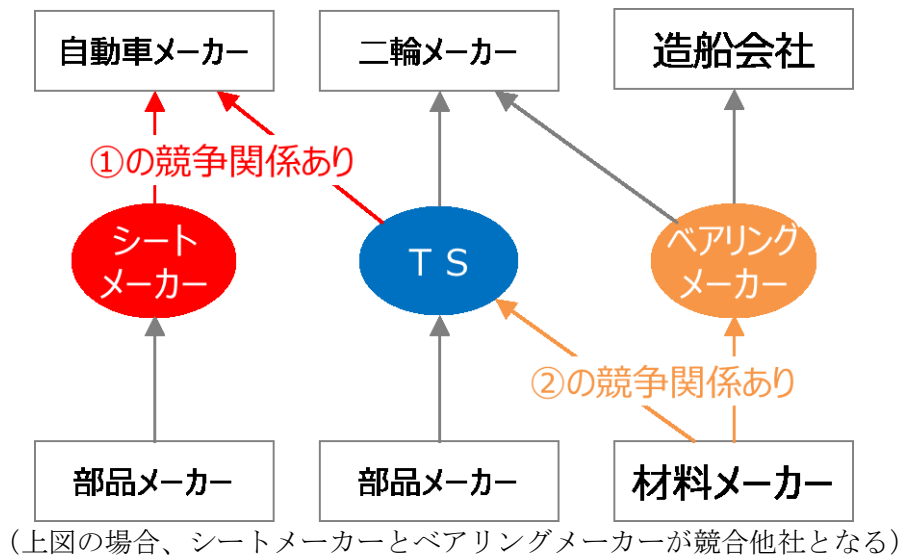 自動車メーカー
二輪メーカー
造船会社
①の競争関係あり
シート
メーカー
ＴＳ
ベアリング
メーカー
②の競争関係あり
部品メーカー
部品メーカー
材料メーカー
（上図の場合、シートメーカーとベアリングメーカーが競合他社となる）